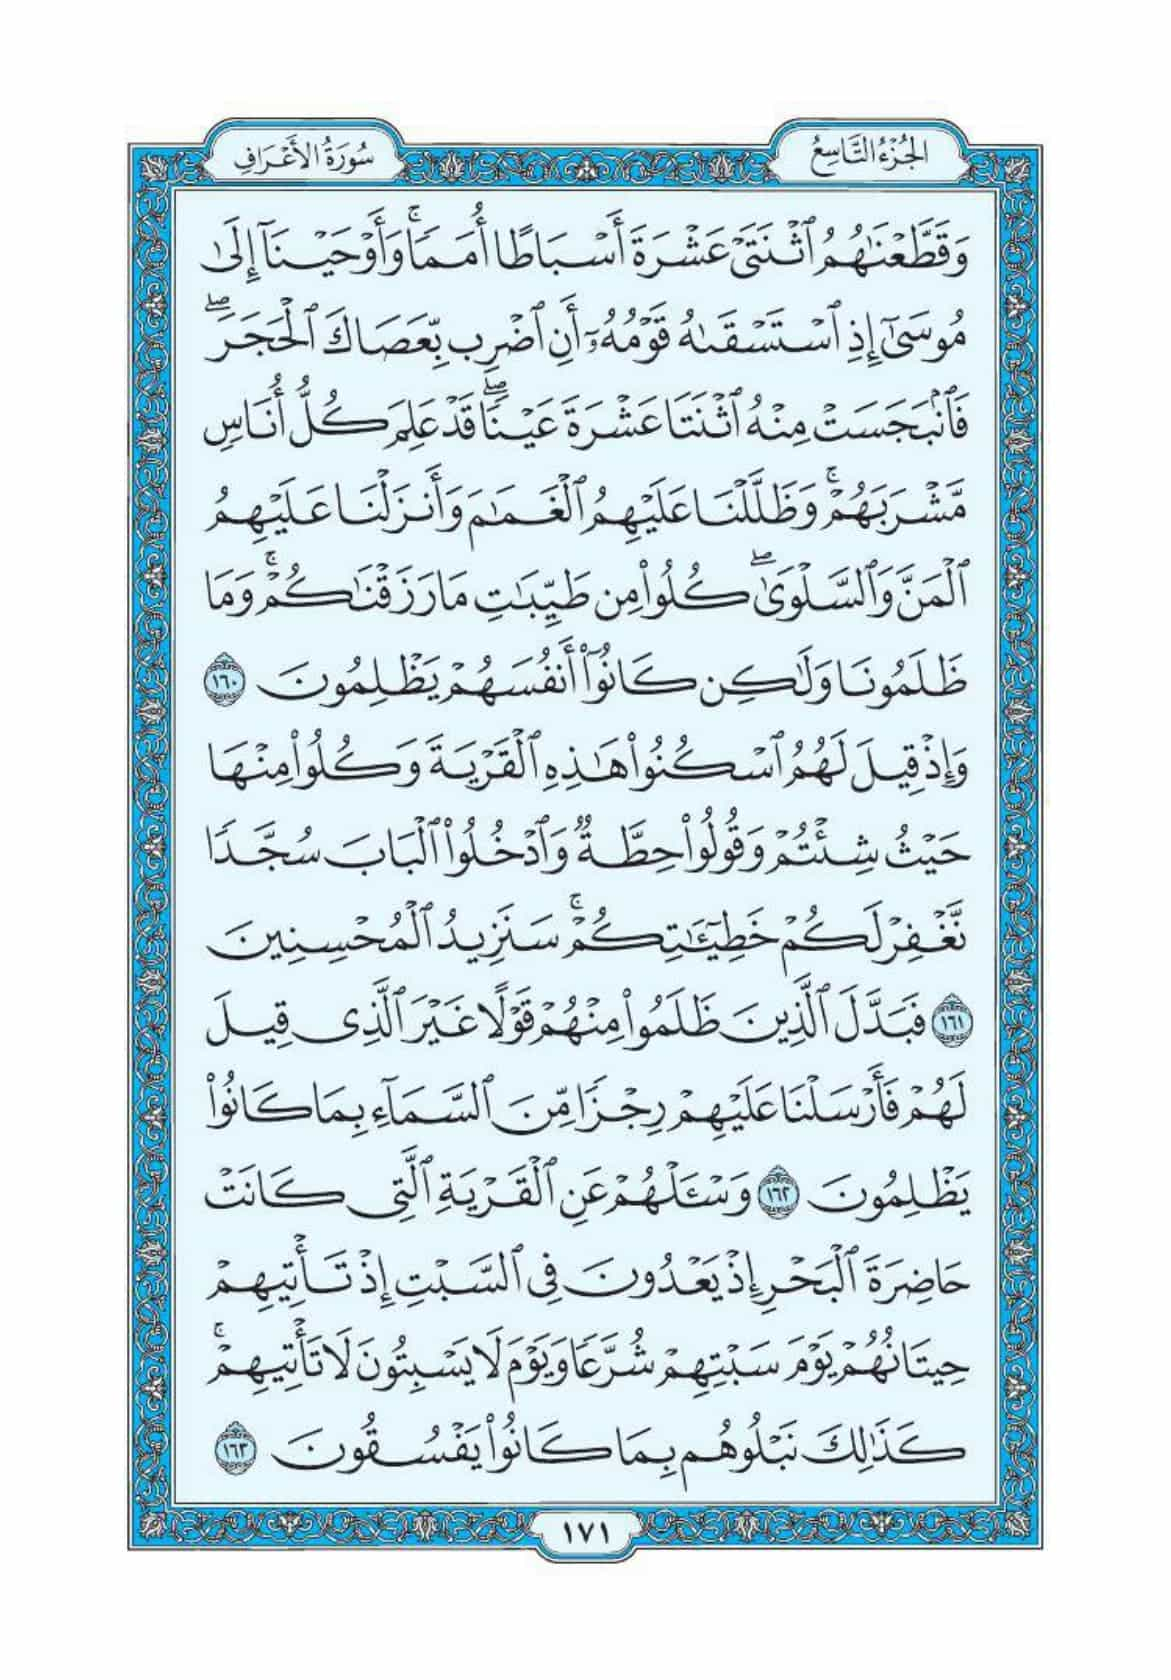 الجُزْءُ التَّاسِعُ
سُورَةُ الأَعْرَافِ
وَقَطَّعْنَٰهُمُ ٱثْنَتَىْ عَشْرَةَ أَسْبَاطًا أُمَمًاۚ وَأَوْحَيْنَآ إِلَىٰ
مُوسَىٰٓ إِذِ ٱسْتَسْقَىٰهُ قَوْمُهُۥٓ أَنِ ٱضْرِب بِّعَصَاكَ ٱلْحَجَرَۖ
فَٱنۢبَجَسَتْ مِنْهُ ٱثْنَتَا عَشْرَةَ عَيْنًاۖ قَدْ عَلِمَ كُلُّ أُنَاسٍ
مَّشْرَبَهُمْۚ وَظَلَّلْنَا عَلَيْهِمُ ٱلْغَمَٰمَ وَأَنزَلْنَا عَلَيْهِمُ
ٱلْمَنَّ وَٱلسَّلْوَىٰۖ كُلُوا۟ مِن طَيِّبَٰتِ مَا رَزَقْنَٰكُمْۚ وَمَا
ظَلَمُونَا وَلَٰكِن كَانُوٓا۟ أَنفُسَهُمْ يَظْلِمُونَ ١٦٠
وَإِذْ قِيلَ لَهُمُ ٱسْكُنُوا۟ هَٰذِهِ ٱلْقَرْيَةَ وَكُلُوا۟ مِنْهَا
حَيْثُ شِئْتُمْ وَقُولُوا۟ حِطَّةٌ وَٱدْخُلُوا۟ ٱلْبَابَ سُجَّدًا
نَّغْفِرْ لَكُمْ خَطِيٓـَٰٔتِكُمْۚ سَنَزِيدُ ٱلْمُحْسِنِينَ
١٦١ فَبَدَّلَ ٱلَّذِينَ ظَلَمُوا۟ مِنْهُمْ قَوْلًا غَيْرَ ٱلَّذِى قِيلَ
لَهُمْ فَأَرْسَلْنَا عَلَيْهِمْ رِجْزًا مِّنَ ٱلسَّمَآءِ بِمَا كَانُوا۟
يَظْلِمُونَ ١٦٢ وَسْـَٔلْهُمْ عَنِ ٱلْقَرْيَةِ ٱلَّتِى كَانَتْ
حَاضِرَةَ ٱلْبَحْرِ إِذْ يَعْدُونَ فِى ٱلسَّبْتِ إِذْ تَأْتِيهِمْ
حِيتَانُهُمْ يَوْمَ سَبْتِهِمْ شُرَّعًا وَيَوْمَ لَا يَسْبِتُونَ لَا تَأْتِيهِمْۚ
كَذَٰلِكَ نَبْلُوهُم بِمَا كَانُوا۟ يَفْسُقُونَ ١٦٣
١٧١